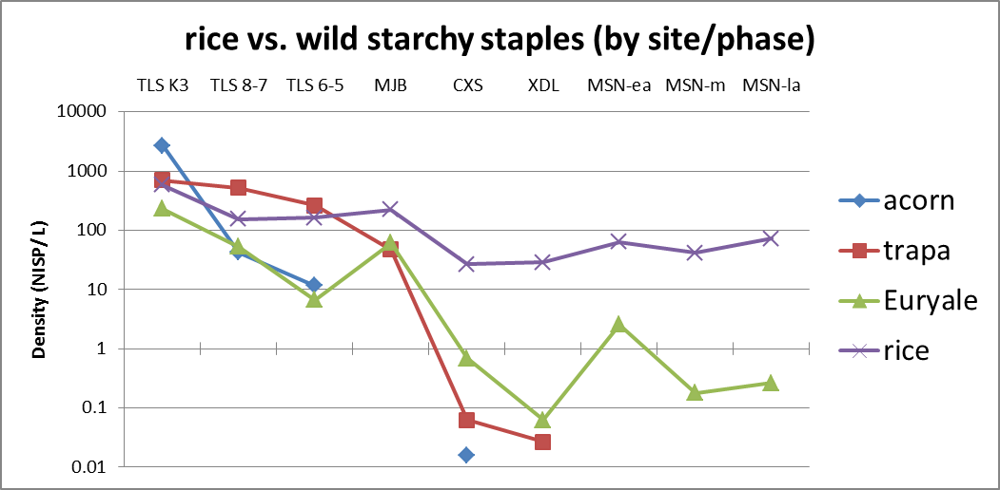 rice vs. wild starchy staples (by site/phase)
TLS K3 TLS 8-7 TLS 6-5 MJB CXS XDL MSN-ea MSN-m MSN-la
10000
1000
100
10
1
0.1
0.01
Density (NISP/ L)
acorn
trapa
Euryale
rice